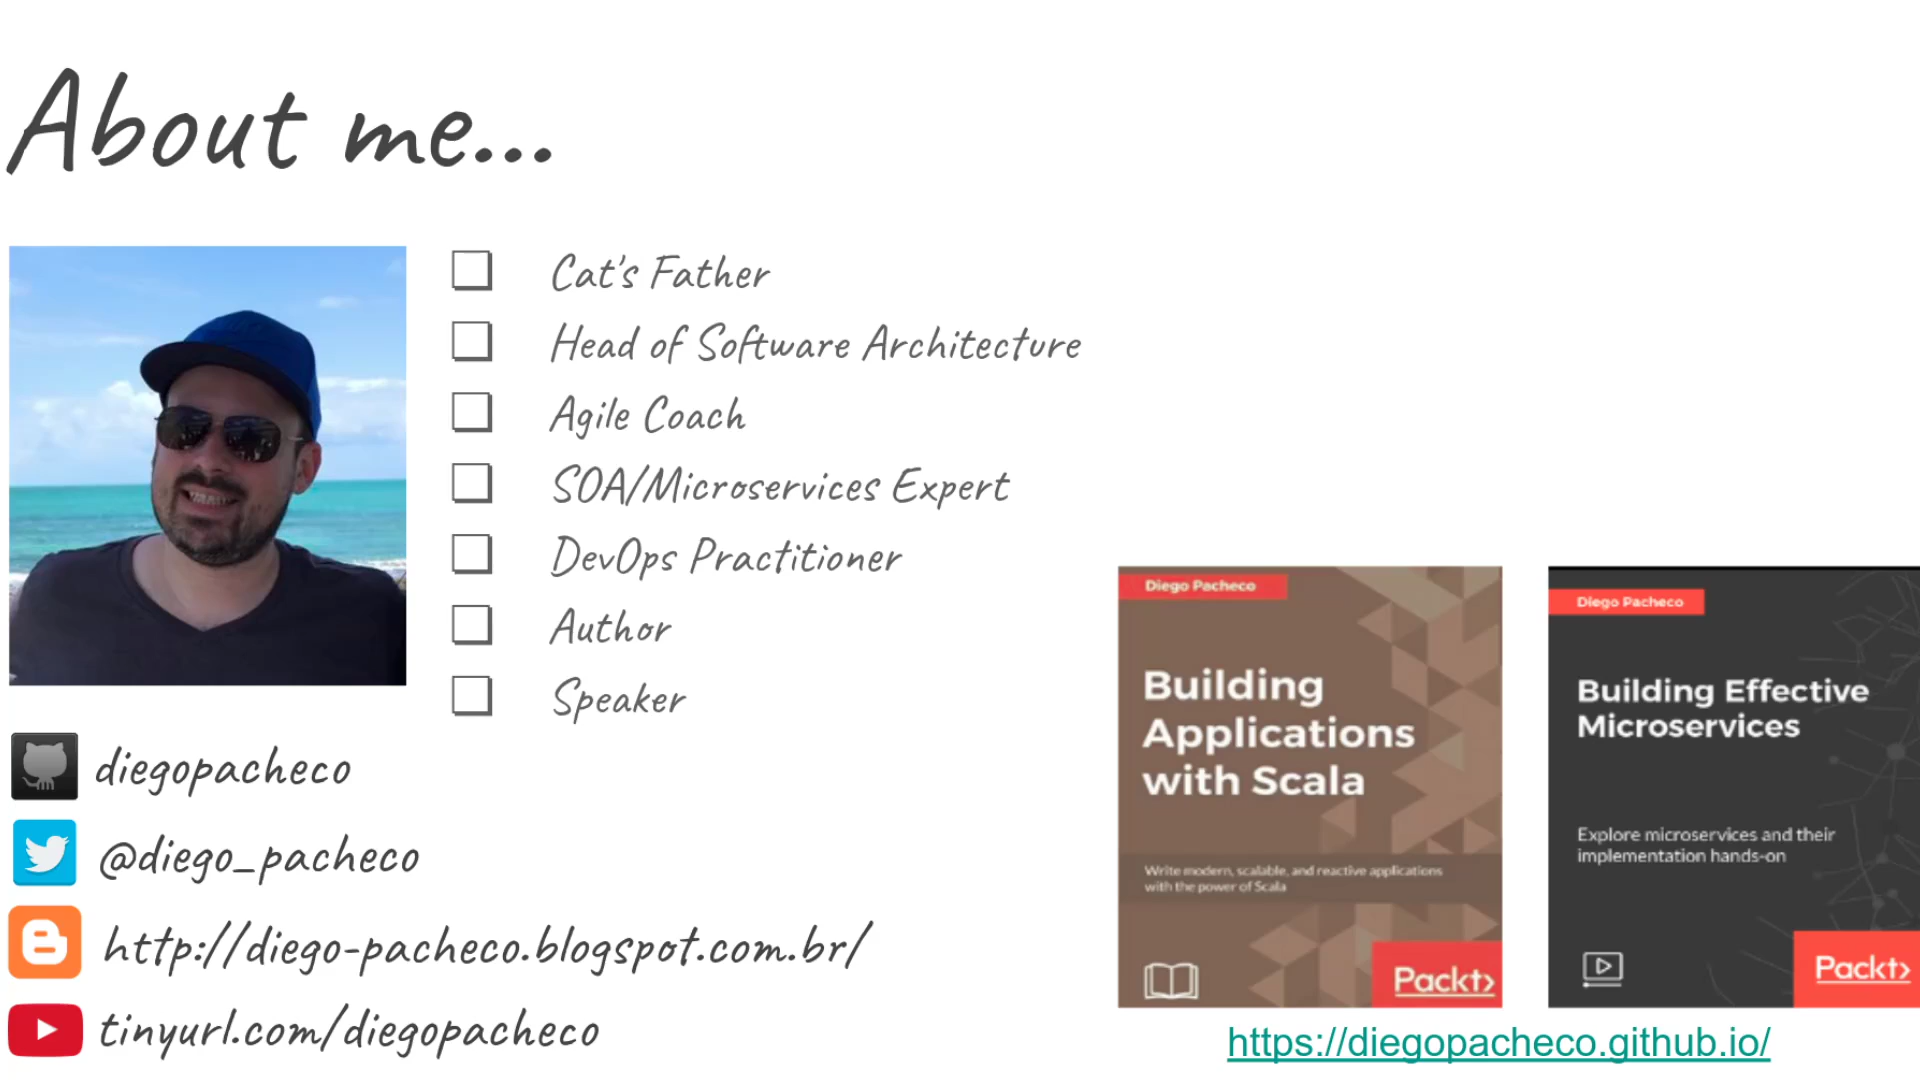 About me...
Cat's Father
Head of Software Architecture
Agile Coach
SOA/Microservices Expert
DevOps Practitioner
Author
Speaker
diegopacheco
@diego_pacheco
http://diego-pacheco.blogspot.com.br/
tinyurl.com/diegopacheco
Diego Pacheco
Building
Applications
with Scala
Write modern, scalable, and reactive applications
with the power of Scala
Packt>
Diego Pacheco
Building Effective
Microservices
Explore microservices and their
implementation hands-on
Packt>
https://diegopacheco.github.io/